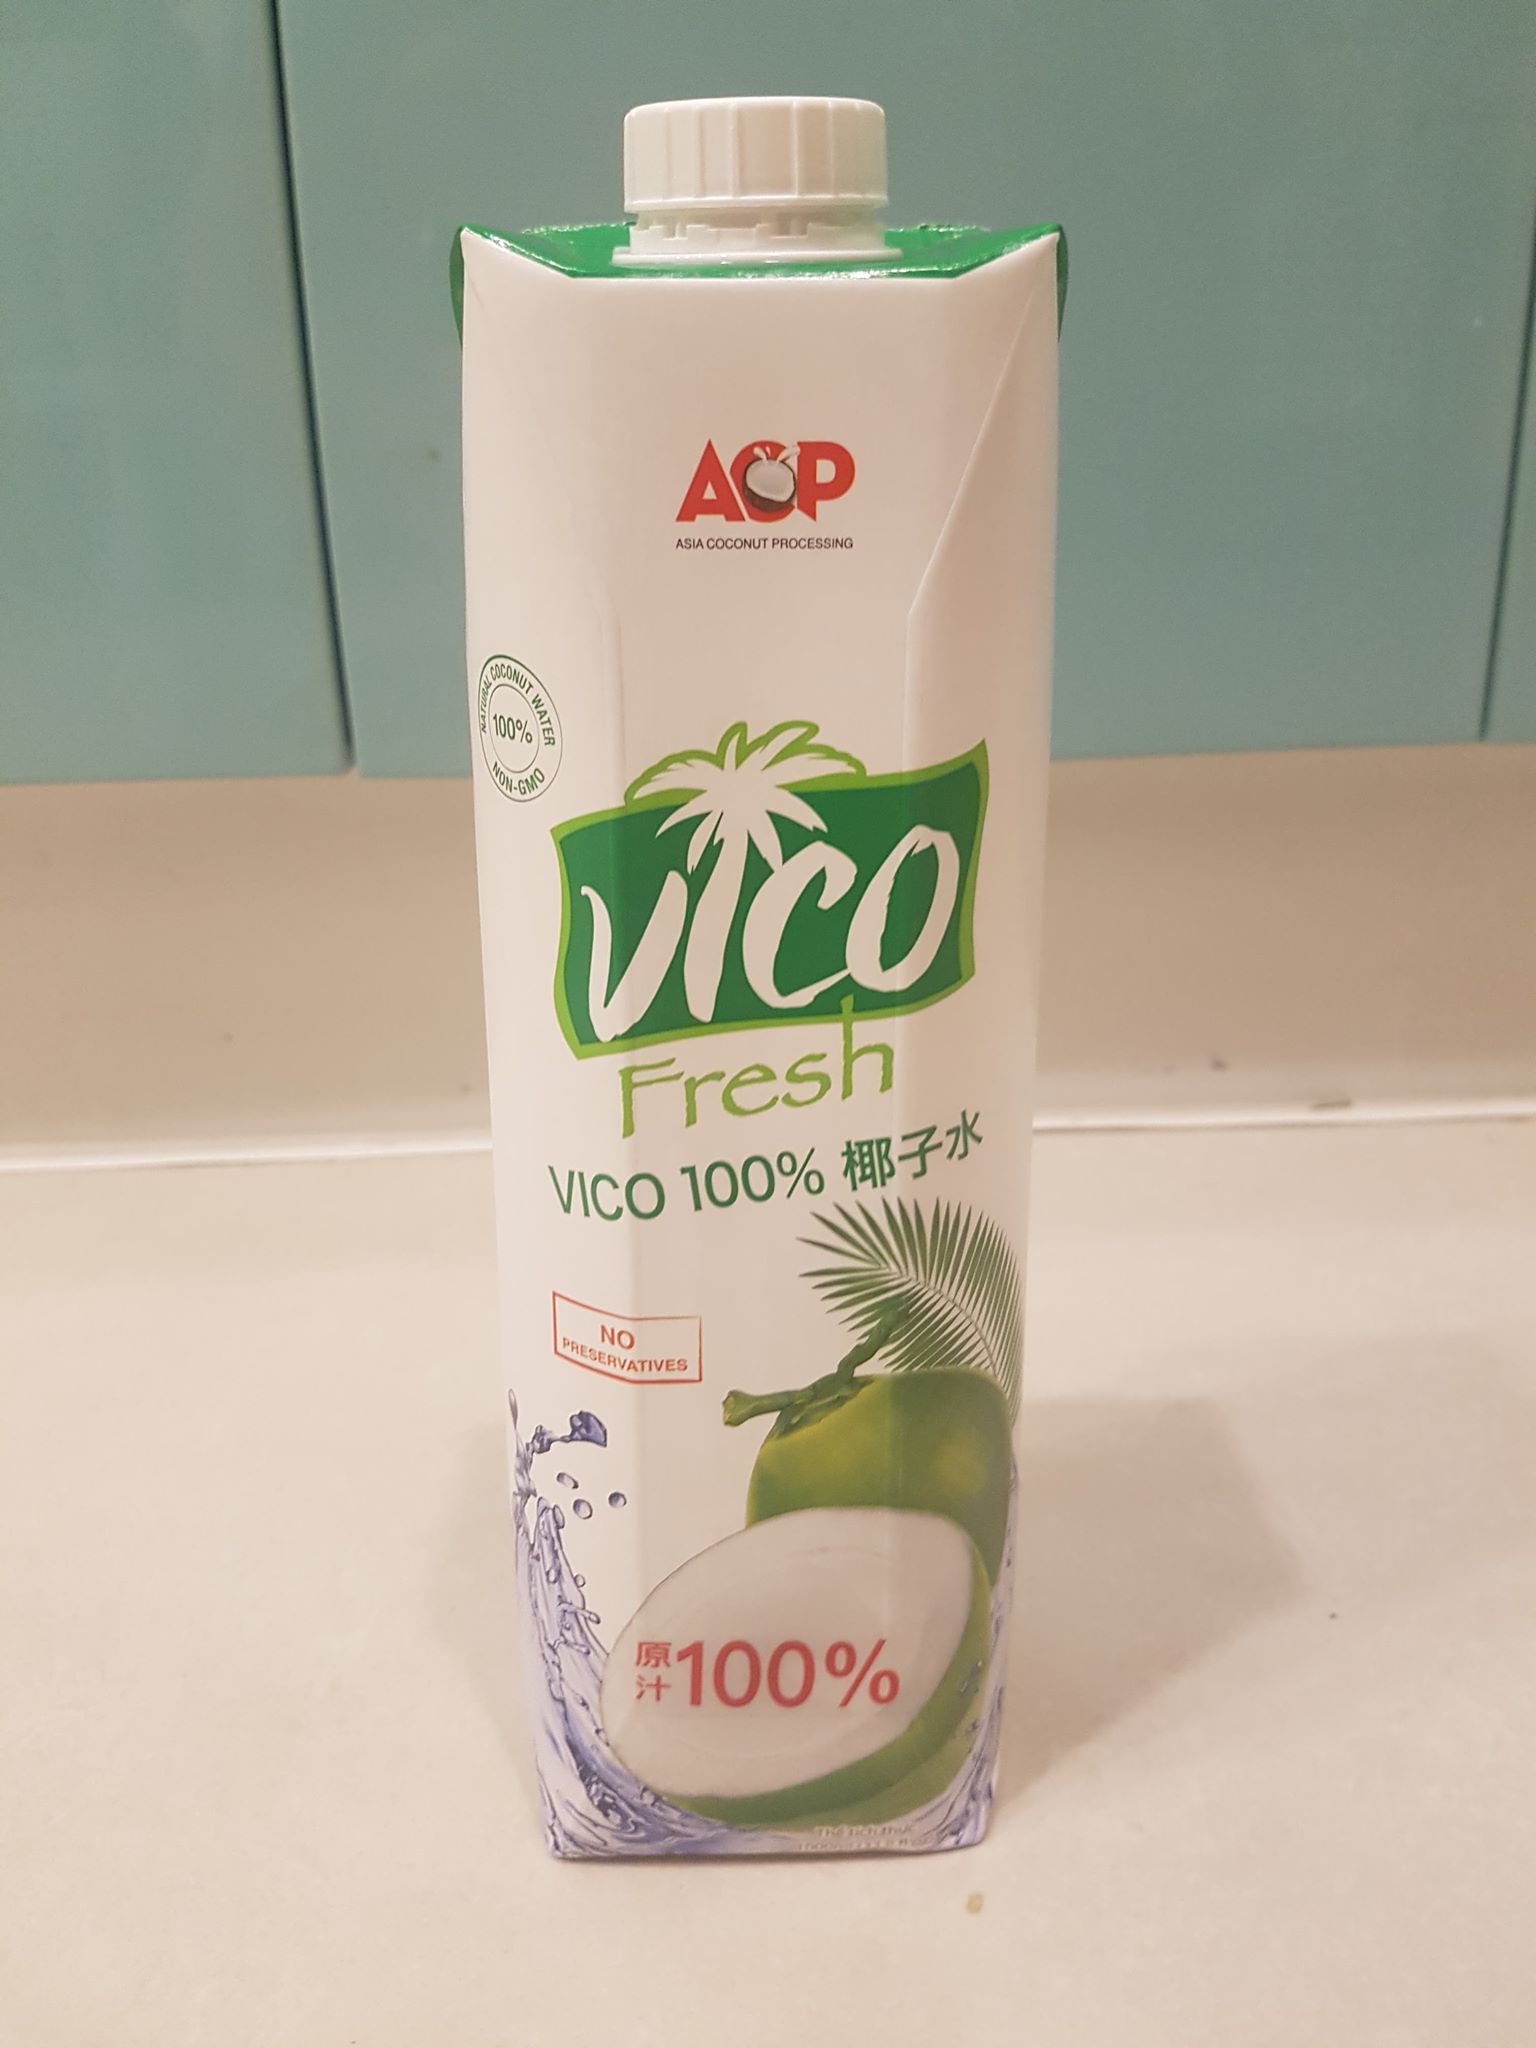 ACP
ASIA COCONUT PROCESSING
NATURAL COCONUT WATER
100%
NON-GMO
VICO
Fresh
VICO 100% 椰子水
NO
PRESERVATIVES
原汁100%